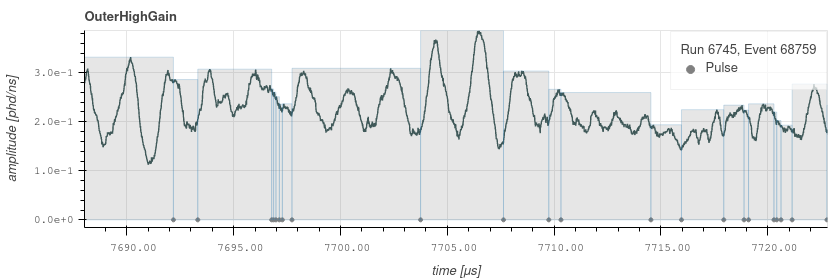 OuterHighGain
Run 6745, Event 68759
Pulse
amplitude [phd/ns]
3.0e-1
2.0e-1
1.0e-1
0.0e+0
7690.00 7695.00 7700.00 7705.00 7710.00 7715.00 7720.00
time [µs]